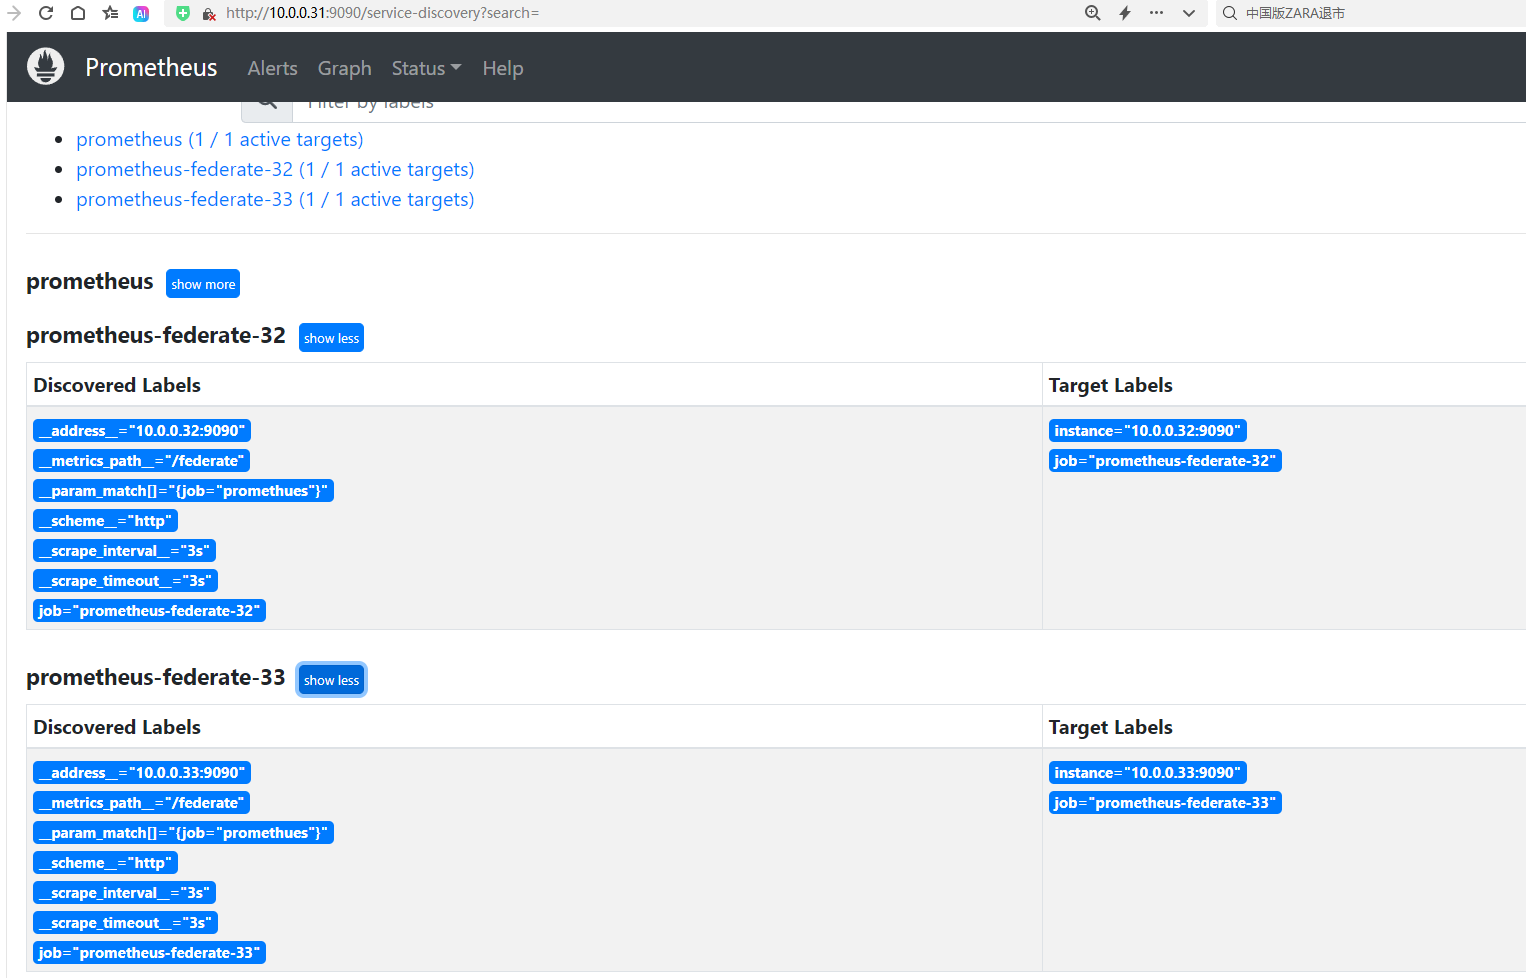 AI http://10.0.0.31:9090/service-discovery?search= 中国版ZARA退市
Prometheus Alerts Graph Status Help
Filter by labels
prometheus (1 / 1 active targets)
prometheus-federate-32 (1 / 1 active targets)
prometheus-federate-33 (1 / 1 active targets)
prometheus show more
prometheus-federate-32 show less
Discovered Labels Target Labels
__address__="10.0.0.32:9090" instance="10.0.0.32:9090"
__metrics_path__="/federate" job="prometheus-federate-32"
__param_match[]="{job="promethues"}"
__scheme__="http"
__scrape_interval__="3s"
__scrape_timeout__="3s"
job="prometheus-federate-32"
prometheus-federate-33 show less
Discovered Labels Target Labels
__address__="10.0.0.33:9090" instance="10.0.0.33:9090"
__metrics_path__="/federate" job="prometheus-federate-33"
__param_match[]="{job="promethues"}"
__scheme__="http"
__scrape_interval__="3s"
__scrape_timeout__="3s"
job="prometheus-federate-33"